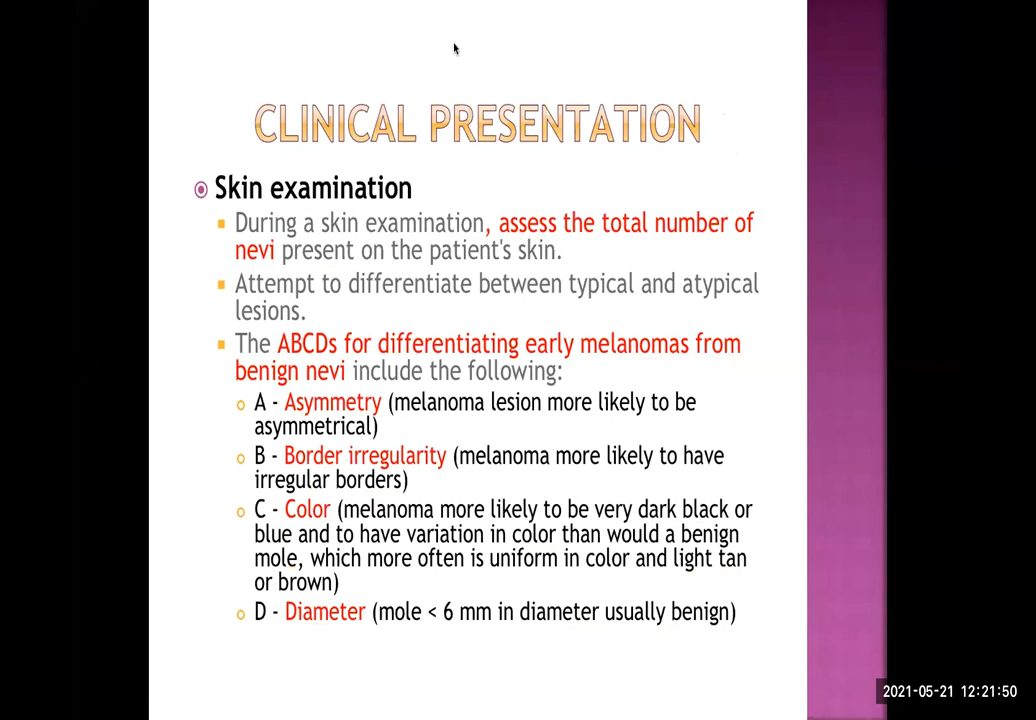 CLINICAL PRESENTATION
Skin examination
During a skin examination, assess the total number of
nevi present on the patient's skin.
Attempt to differentiate between typical and atypical
lesions.
The ABCDs for differentiating early melanomas from
benign nevi include the following:
A - Asymmetry (melanoma lesion more likely to be
asymmetrical)
B - Border irregularity (melanoma more likely to have
irregular borders)
C - Color (melanoma more likely to be very dark black or
blue and to have variation in color than would a benign
mole, which more often is uniform in color and light tan
or brown)
D - Diameter (mole < 6 mm in diameter usually benign)
2021-05-21 12:21:50